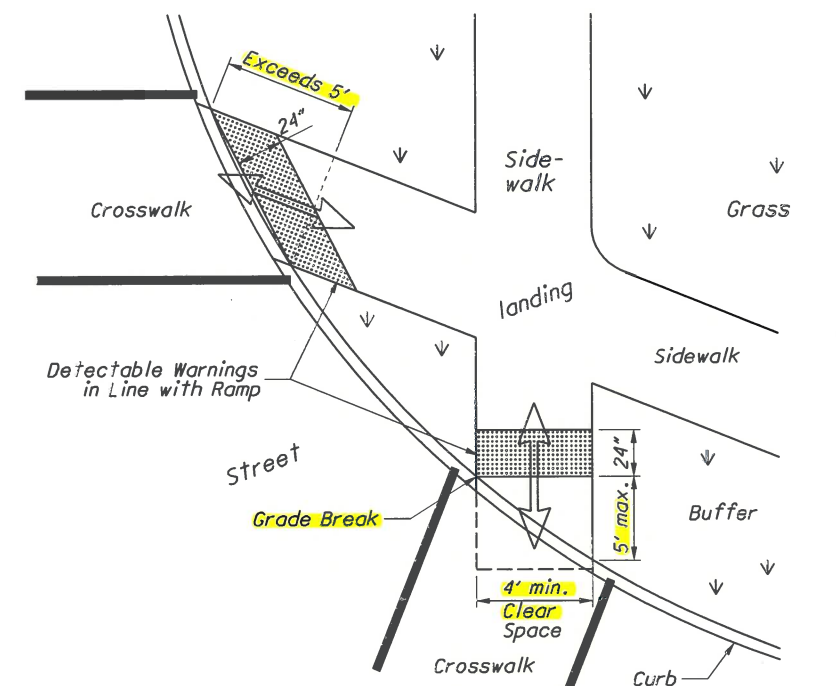 Exceeds 5'
24"
Side-
walk
Crosswalk
Grass
landing
Sidewalk
Detectable Warnings
in Line with Ramp
Street
24"
Grade Break
5' max.
Buffer
4' min.
Clear
Space
Crosswalk
Curb